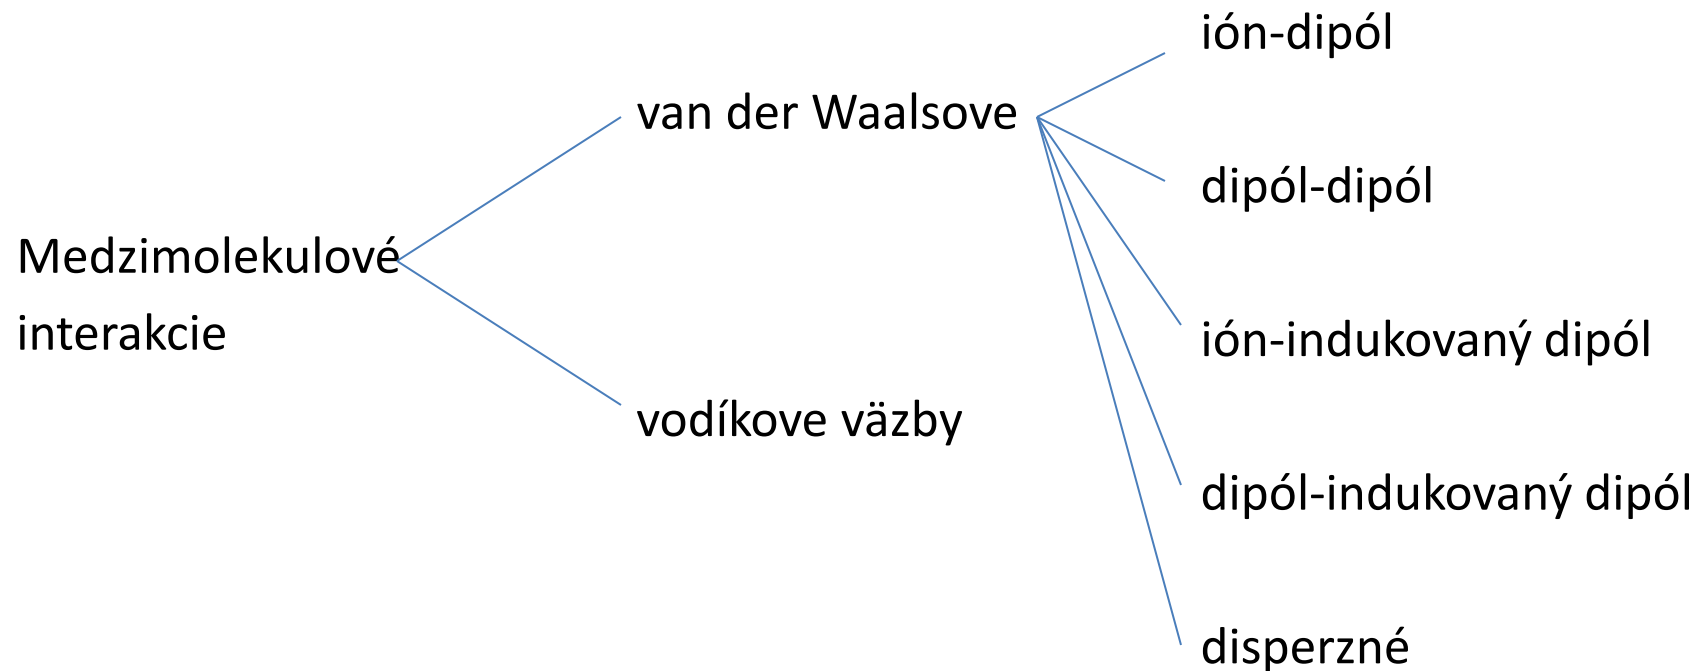 ión-dipól
van der Waalsove
dipól-dipól
Medzimolekulové
interakcie
ión-indukovaný dipól
vodíkove väzby
dipól-indukovaný dipól
disperzné